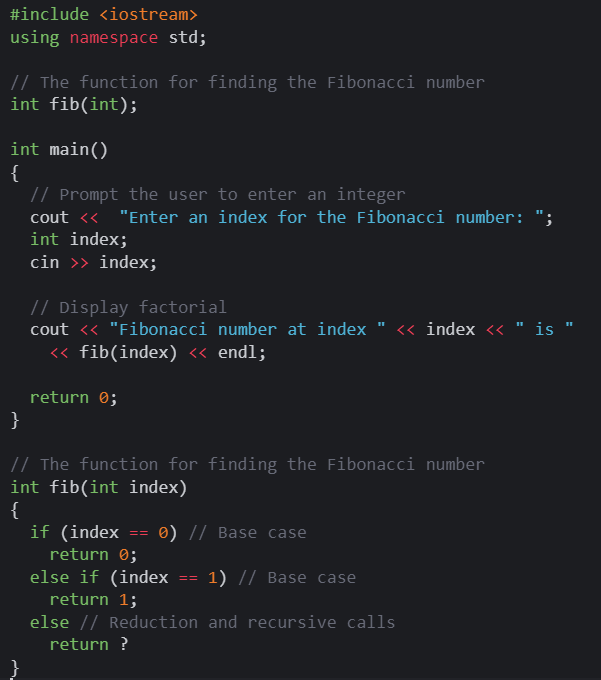 #include <iostream>
using namespace std;

// The function for finding the Fibonacci number
int fib(int);

int main()
{
  // Prompt the user to enter an integer
  cout <<  "Enter an index for the Fibonacci number: ";
  int index;
  cin >> index;

  // Display factorial
  cout << "Fibonacci number at index " << index << " is "
    << fib(index) << endl;

  return 0;
}

// The function for finding the Fibonacci number
int fib(int index)
{
  if (index == 0) // Base case
    return 0;
  else if (index == 1) // Base case
    return 1;
  else // Reduction and recursive calls
    return ?
}